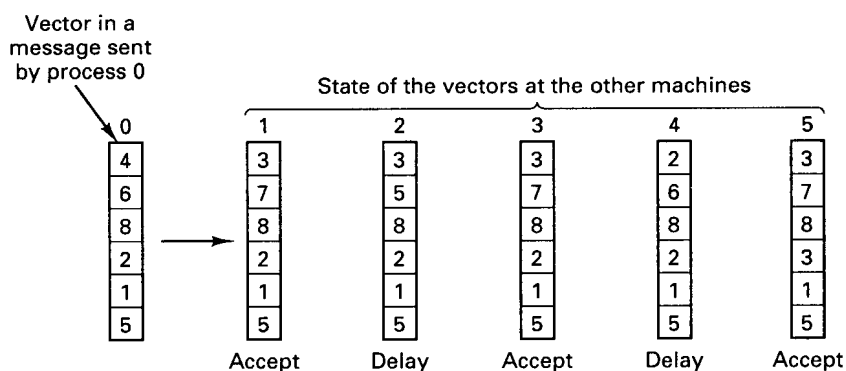 Vector in a
message sent
by process 0
State of the vectors at the other machines
0 1 2 3 4 5
4 3 3 3 2 3
6 7 5 7 6 7
8 8 8 8 8 8
2 2 2 2 2 3
1 1 1 1 1 1
5 5 5 5 5 5
Accept Delay Accept Delay Accept